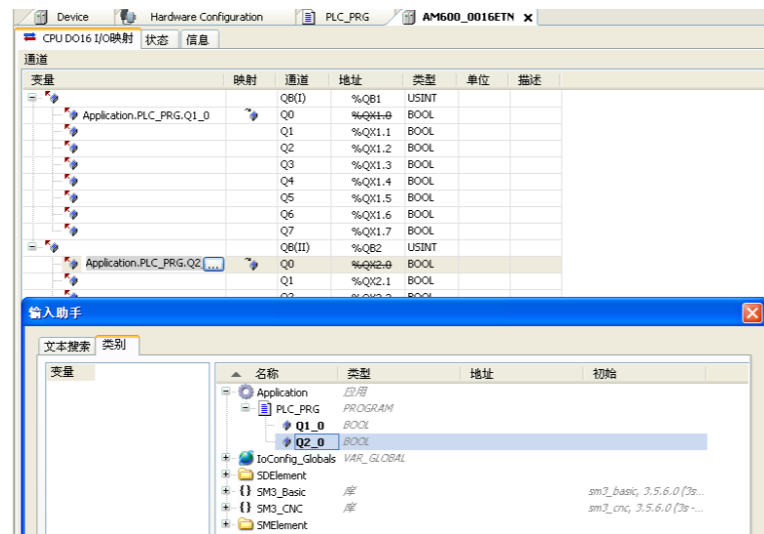 Device Hardware Configuration PLC_PRG AM600_0016ETN x
CPU DO16 I/O映射 状态 信息
通道
变量 映射 通道 地址 类型 单位 描述
QB(I) %QB1 USINT
Application.PLC_PRG.Q1_0 Q0 %QX1.0 BOOL
Q1 %QX1.1 BOOL
Q2 %QX1.2 BOOL
Q3 %QX1.3 BOOL
Q4 %QX1.4 BOOL
Q5 %QX1.5 BOOL
Q6 %QX1.6 BOOL
Q7 %QX1.7 BOOL
QB(II) %QB2 USINT
Application.PLC_PRG.Q2 ... Q0 %QX2.0 BOOL
Q1 %QX2.1 BOOL
Q2 %QX2.2 BOOL
输入助手
文本搜索 类别
变量 名称 类型 地址 初始
Application 应用
PLC_PRG PROGRAM
Q1_0 BOOL
Q2_0 BOOL
IoConfig_Globals VAR_GLOBAL
SDElement
{} SM3_Basic 库 sm3_basic, 3.5.6.0 (3s...
{} SM3_CNC 库 sm3_cnc, 3.5.6.0 (3s -...
SMElement